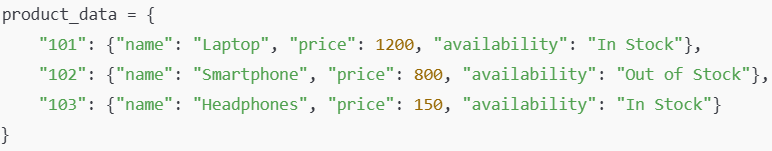 product_data = {
    "101": {"name": "Laptop", "price": 1200, "availability": "In Stock"},
    "102": {"name": "Smartphone", "price": 800, "availability": "Out of Stock"},
    "103": {"name": "Headphones", "price": 150, "availability": "In Stock"}
}